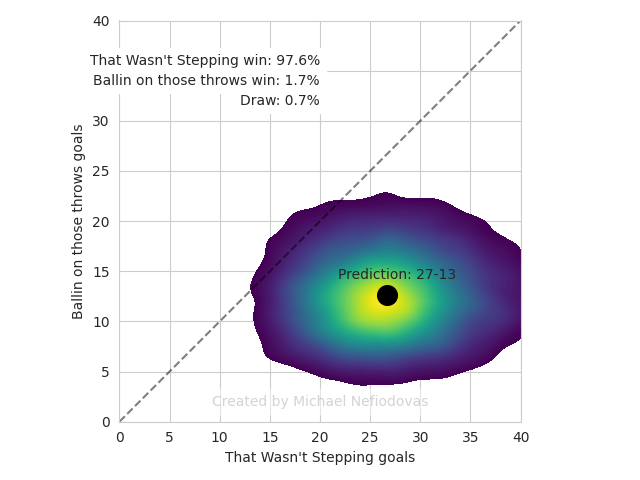 40
That Wasn't Stepping win: 97.6%
Ballin on those throws win: 1.7%
Draw: 0.7%
30
25
20
15
10
5
0
Ballin on those throws goals
Prediction: 27-13
Created by Michael Nefiodovas
0 5 10 15 20 25 30 35 40
That Wasn't Stepping goals